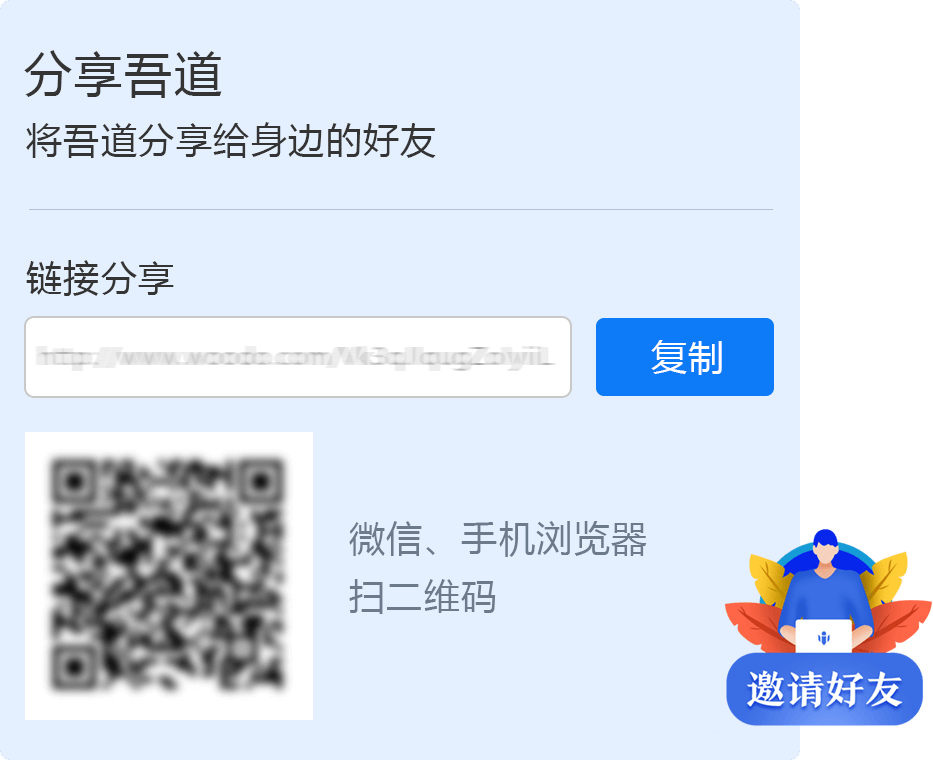 分享吾道
将吾道分享给身边的好友
链接分享
复制
微信、手机浏览器
扫二维码
邀请好友